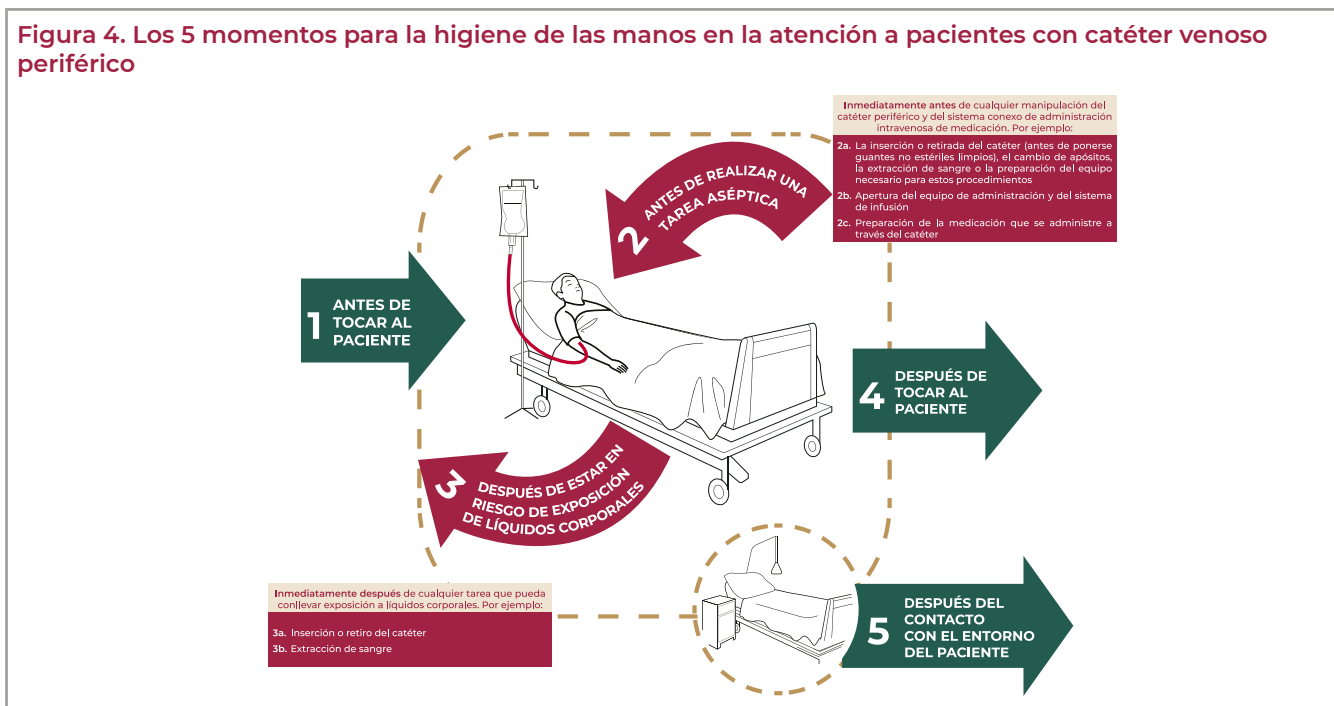 Figura 4. Los 5 momentos para la higiene de las manos en la atención a pacientes con catéter venoso
periférico
Inmediatamente antes de cualquier manipulación del
catéter periférico y del sistema conexo de administración
intravenosa de medicación. Por ejemplo:
2a. La inserción o retirada del catéter (antes de ponerse
guantes no estériles limpios), el cambio de apósitos,
la extracción de sangre o la preparación del equipo
necesario para estos procedimientos
2b. Apertura del equipo de administración y del sistema
de infusión
2c. Preparación de la medicación que se administre a
través del catéter
1
ANTES DE
TOCAR AL
PACIENTE
2
ANTES DE REALIZAR UNA
TAREA ASÉPTICA
3
DESPUÉS DE ESTAR EN
RIESGO DE EXPOSICIÓN
DE LÍQUIDOS CORPORALES
Inmediatamente después de cualquier tarea que pueda
conllevar exposición a líquidos corporales. Por ejemplo:
3a. Inserción o retiro del catéter
3b. Extracción de sangre
4
DESPUÉS DE
TOCAR AL
PACIENTE
5
DESPUÉS DEL
CONTACTO
CON EL ENTORNO
DEL PACIENTE